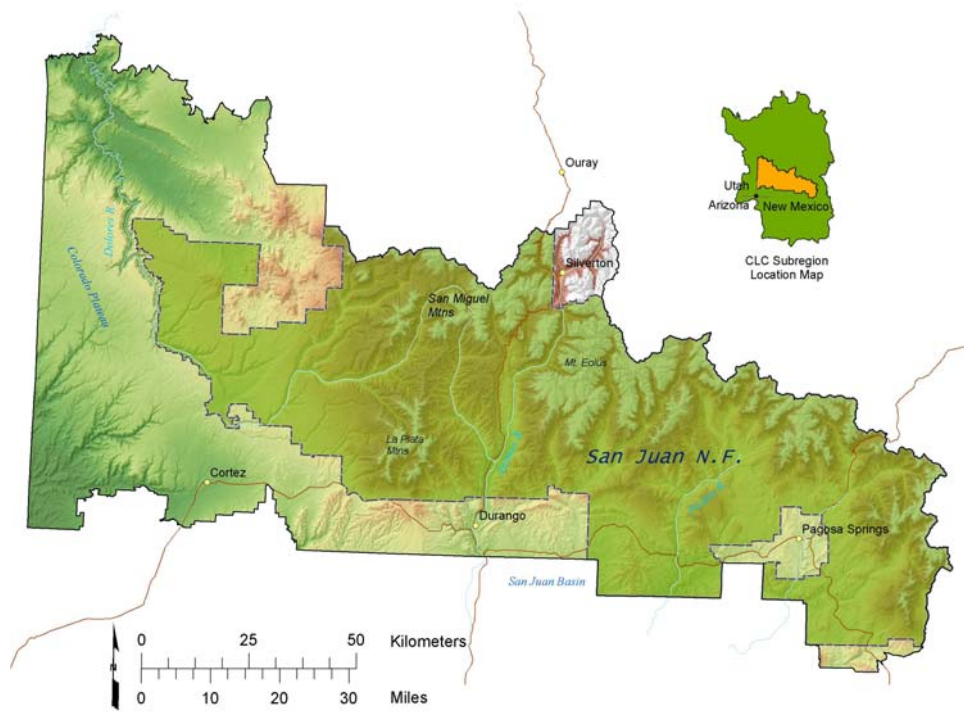 Ouray
Utah
Arizona
New Mexico
CLC Subregion
Location Map
Dolores R
Colorado Plateau
Silverton
San Miguel
Mtns
Mt. Eolus
La Plata
Mtns
San Juan N.F.
Cortez
Durango
Pagosa Springs
San Juan Basin
N
0 25 50 Kilometers
0 10 20 30 Miles